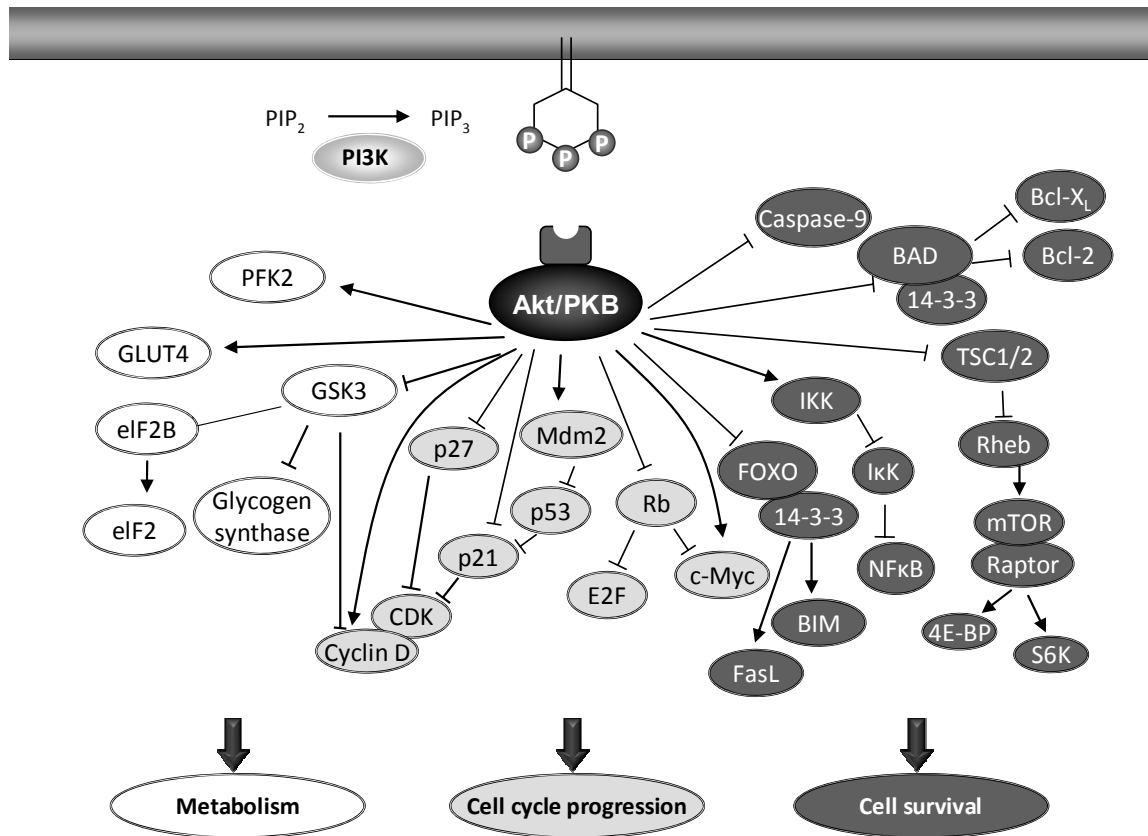 PIP2
PIP3
PI3K
P
P
P
Bcl-XL
Caspase-9
BAD
Bcl-2
PFK2
14-3-3
Akt/PKB
GLUT4
TSC1/2
GSK3
IKK
eIF2B
p27
Mdm2
Rheb
FOXO
IκK
Glycogen
synthase
p53
Rb
14-3-3
mTOR
eIF2
p21
c-Myc
NFκB
Raptor
E2F
CDK
BIM
4E-BP
Cyclin D
S6K
FasL
Metabolism
Cell cycle progression
Cell survival